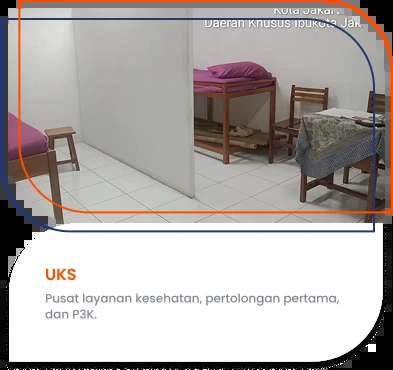 Kota Jakar
Daerah Khusus Ibukota Jak
UKS
Pusat layanan kesehatan, pertolongan pertama,
dan P3K.